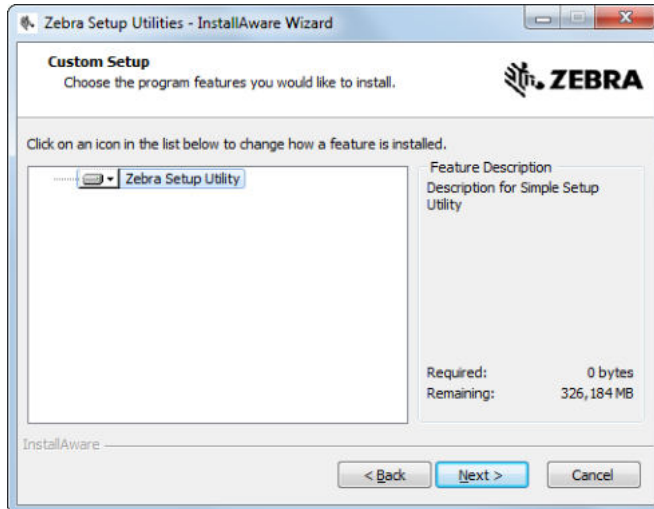 Zebra Setup Utilities - InstallAware Wizard
Custom Setup
Choose the program features you would like to install.
ZEBRA
Click on an icon in the list below to change how a feature is installed.
Zebra Setup Utility
Feature Description
Description for Simple Setup
Utility
Required: 0 bytes
Remaining: 326,184 MB
InstallAware
< Back
Next >
Cancel